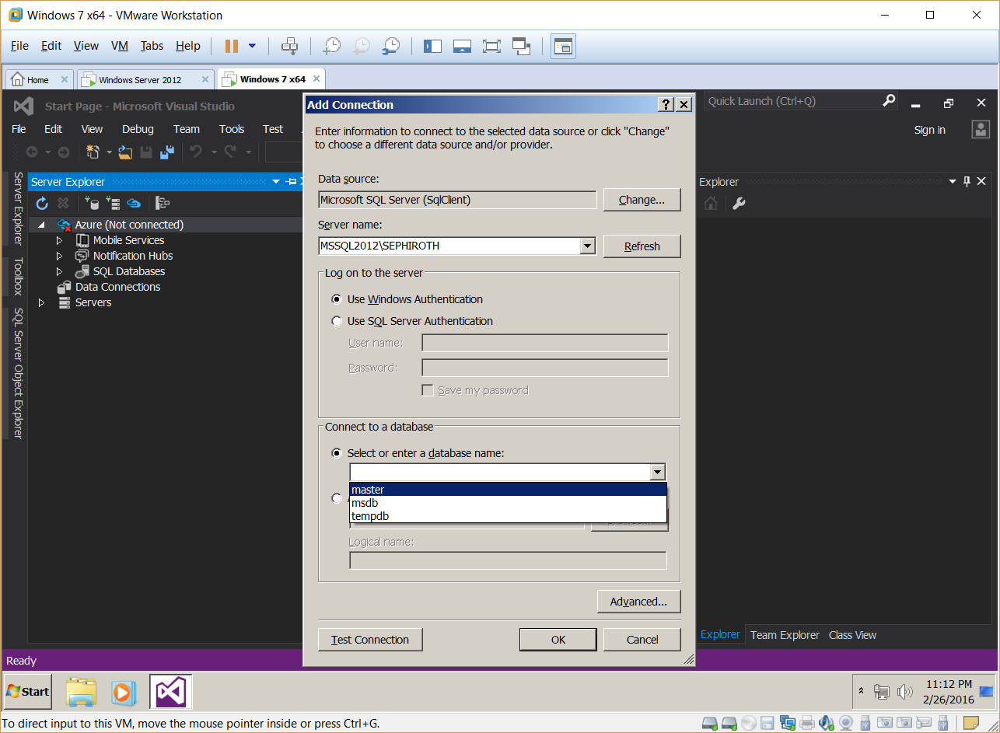 Windows 7 x64 - VMware Workstation
File Edit View VM Tabs Help
Home Windows Server 2012 Windows 7 x64
Start Page - Microsoft Visual Studio
Quick Launch (Ctrl+Q)
File Edit View Debug Team Tools Test
Sign in
Server Explorer
Toolbox
SQL Server Object Explorer
Server Explorer
Azure (Not connected)
Mobile Services
Notification Hubs
SQL Databases
Data Connections
Servers
Add Connection
Enter information to connect to the selected data source or click "Change"
to choose a different data source and/or provider.
Data source:
Microsoft SQL Server (SqlClient)
Change...
Server name:
MSSQL2012\SEPHIROTH
Refresh
Log on to the server
Use Windows Authentication
Use SQL Server Authentication
User name:
Password:
Save my password
Connect to a database
Select or enter a database name:
master
msdb
tempdb
Logical name:
Advanced...
Test Connection OK Cancel
Explorer
Explorer Team Explorer Class View
Ready
Start
11:12 PM
2/26/2016
To direct input to this VM, move the mouse pointer inside or press Ctrl+G.